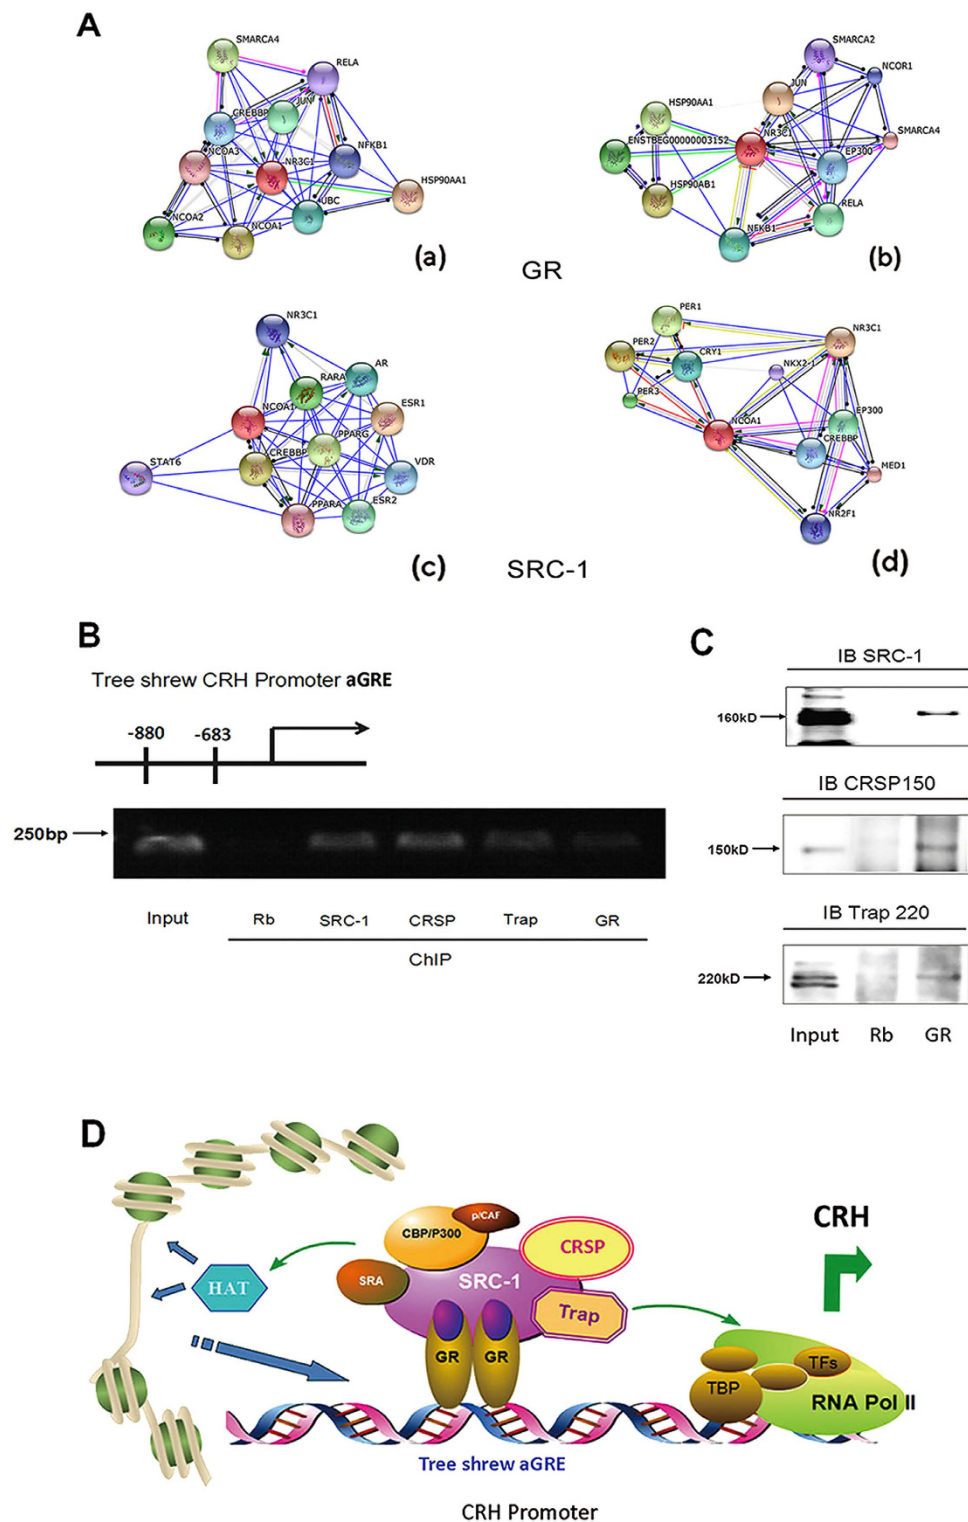 A
SMARCA4
RELA
JUN
CREBBP
NCOA3
NFKB1
NR3C1
HSP90AA1
UBC
NCOA2
NCOA1
(a)
SMARCA2
NCOR1
JUN
HSP90AA1
NR3C1
SMARCA4
ENSTBEG00000003152
EP300
HSP90AB1
RELA
NFKB1
(b)
GR
NR3C1
AR
RARA
NCOA1
ESR1
PPARG
CREBBP
STAT6
VDR
PPARA
ESR2
(c)
PER1
NR3C1
PER2
CRY1
NKX2-1
PER3
NCOA1
EP300
CREBBP
MED1
NR2F1
(d)
SRC-1
B
Tree shrew CRH Promoter aGRE
-880 -683
250bp
Input Rb SRC-1 CRSP Trap GR
ChIP
C
IB SRC-1
160kD
IB CRSP150
150kD
IB Trap 220
220kD
Input Rb GR
D
p/CAF
CBP/P300
CRSP
CRH
SRA
SRC-1
HAT
Trap
GR GR
TFs
TBP
RNA Pol II
Tree shrew aGRE
CRH Promoter